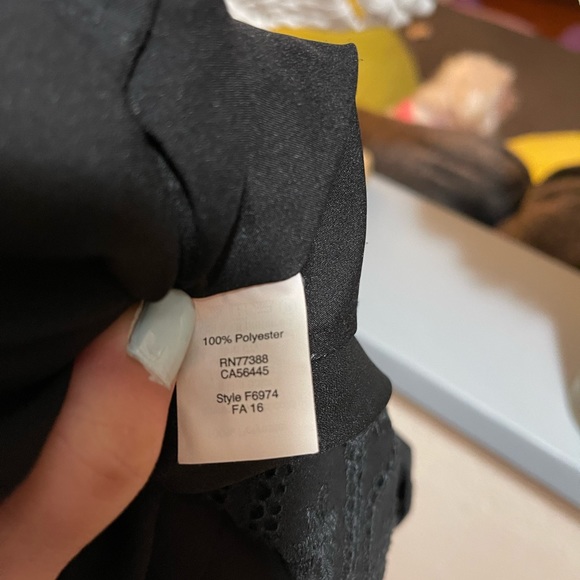 100% Polyester
RN77388
CA56445
Style F6974
FA 16